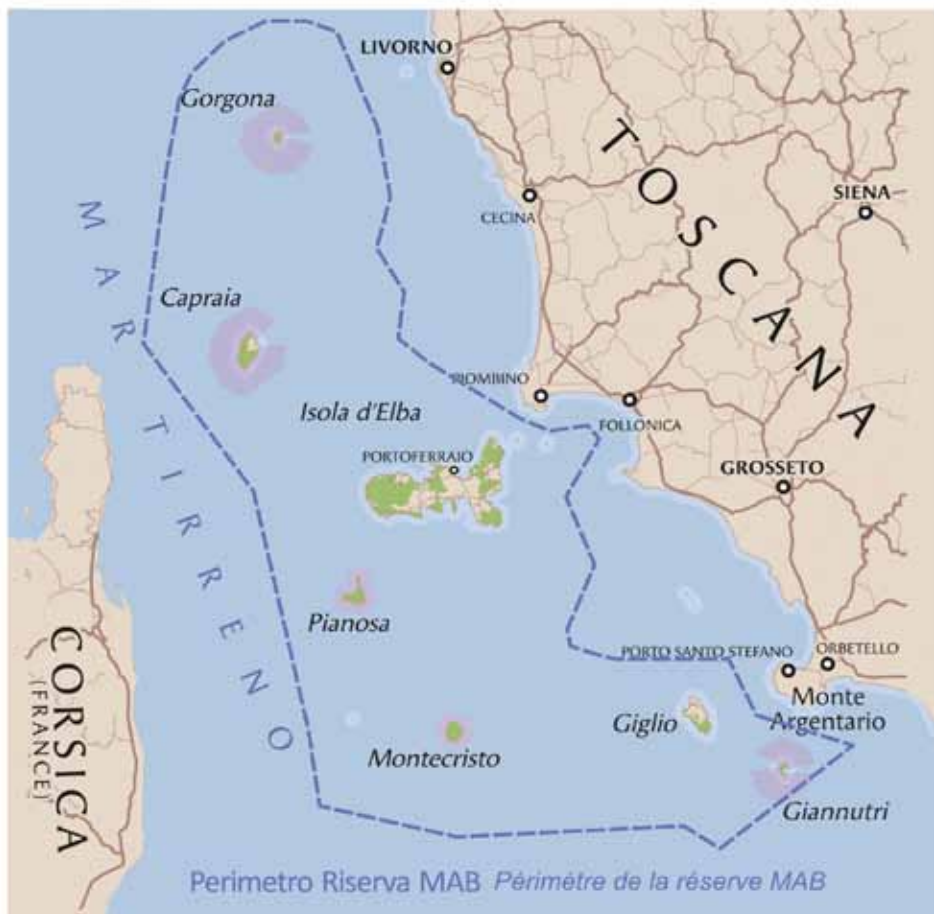 LIVORNO
Gorgona
TOSCANA
SIENA
CECINA
MAR TIRRENO
Capraia
PIOMBINO
Isola d'Elba
FOLLONICA
PORTOFERRAIO
GROSSETO
Pianosa
CORSICA
(FRANCE)
PORTO SANTO STEFANO
ORBETELLO
Monte
Argentario
Giglio
Montecristo
Giannutri
Perimetro Riserva MAB Périmètre de la réserve MAB